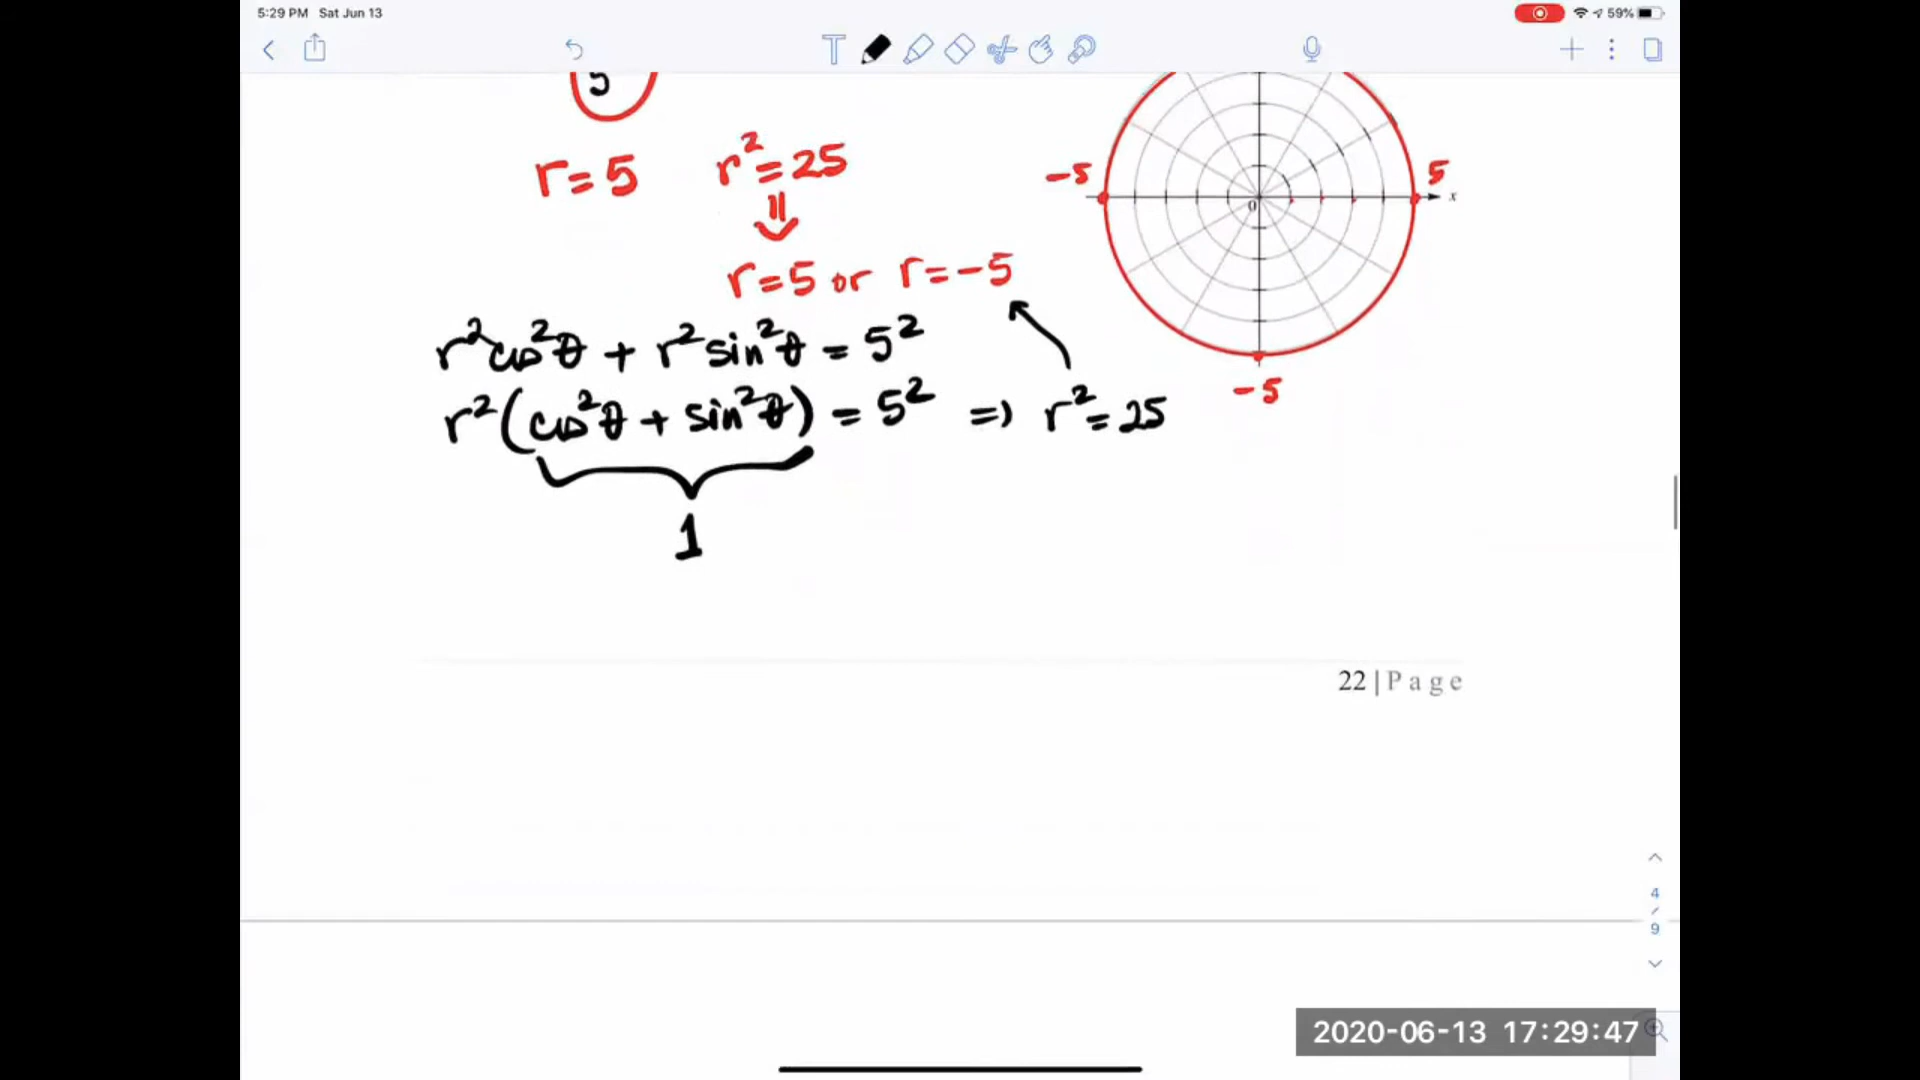 5:29 PM Sat Jun 13
59%
5
r = 5
r² = 25
⇓
r = 5 or r = -5
r²cos²θ + r²sin²θ = 5²
r²(cos²θ + sin²θ) = 5² ⇒ r² = 25
1
-5
5
x
0
-5
22 | P a g e
4
/
9
2020-06-13 17:29:47